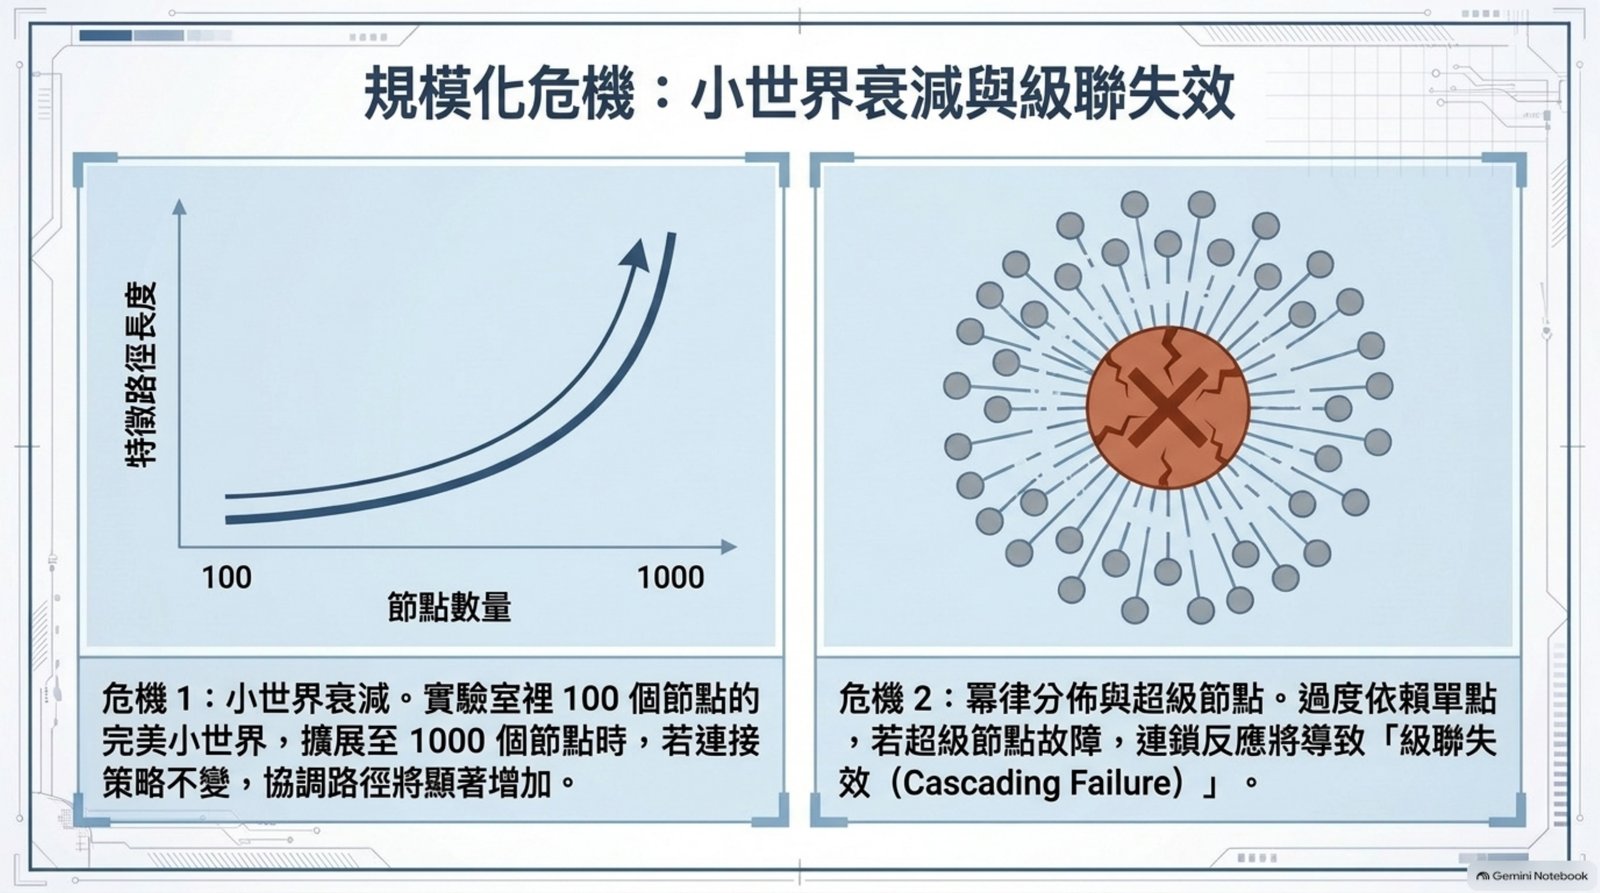 規模化危機：小世界衰減與級聯失效
特徵路徑長度
100
1000
節點數量
危機 1：小世界衰減。實驗室裡 100 個節點的
完美小世界，擴展至 1000 個節點時，若連接
策略不變，協調路徑將顯著增加。
危機 2：冪律分佈與超級節點。過度依賴單點
，若超級節點故障，連鎖反應將導致「級聯失
效（Cascading Failure）」。
Gemini Notebook